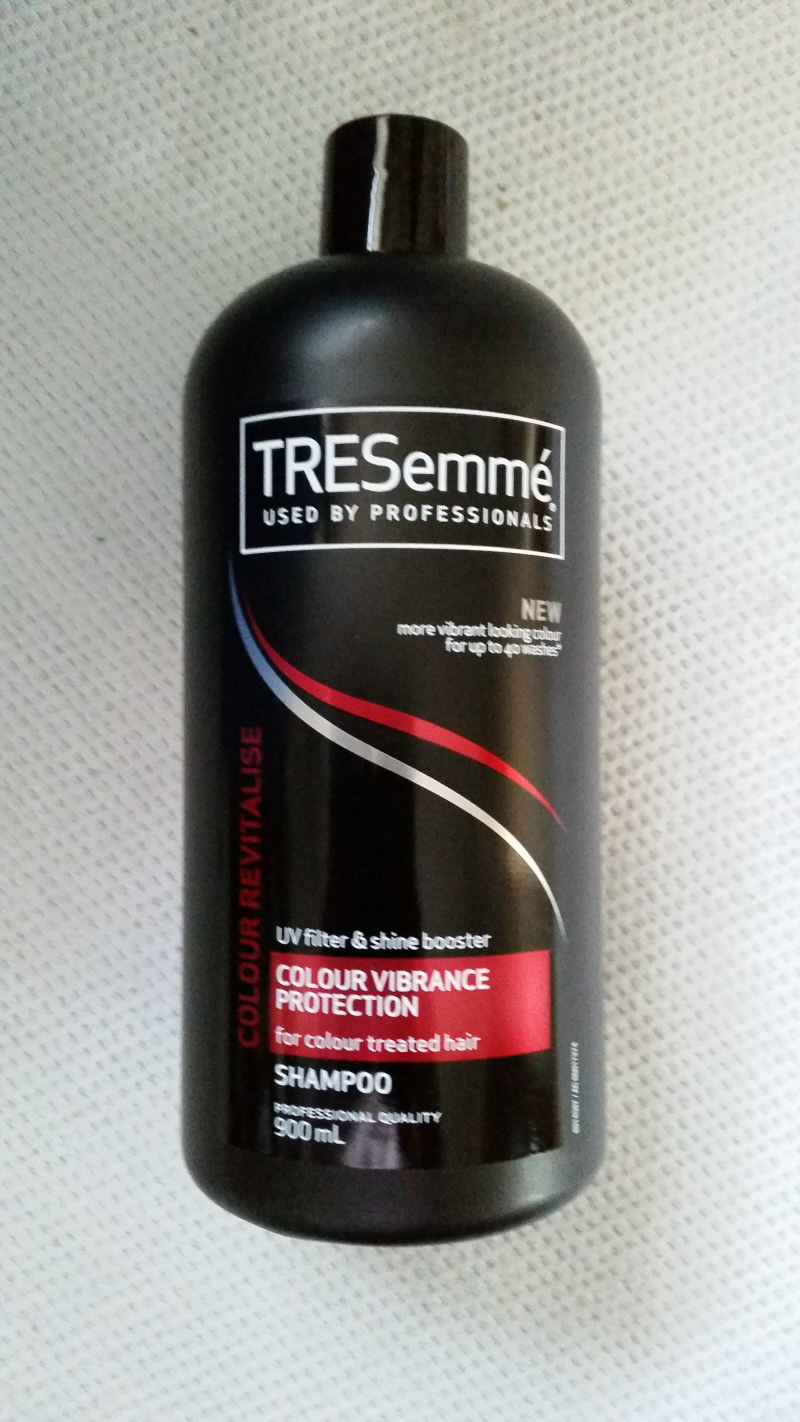 TRESemmé®
USED BY PROFESSIONALS
NEW
more vibrant looking colour
for up to 40 washes*
COLOUR REVITALISE
UV filter & shine booster
COLOUR VIBRANCE
PROTECTION
for colour treated hair
SHAMPOO
PROFESSIONAL QUALITY
900 mL